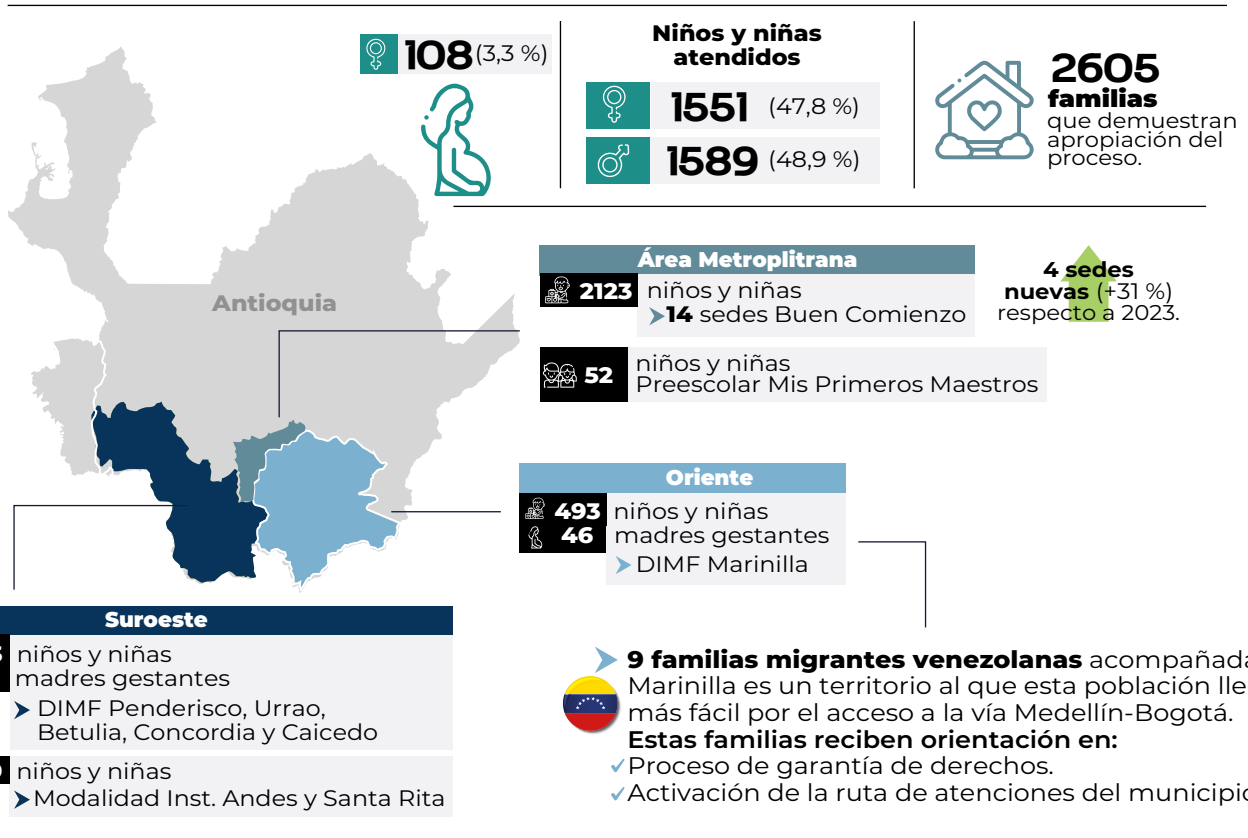 108 (3,3 %)
Niños y niñas
atendidos
1551 (47,8 %)
1589 (48,9 %)
2605
familias
que demuestran
apropiación del
proceso.
Antioquia
Área Metroplitrana
2123 niños y niñas
14 sedes Buen Comienzo
4 sedes
nuevas (+31 %)
respecto a 2023.
52 niños y niñas
Preescolar Mis Primeros Maestros
Oriente
493 niños y niñas
46 madres gestantes
DIMF Marinilla
Suroeste
niños y niñas
madres gestantes
DIMF Penderisco, Urrao,
Betulia, Concordia y Caicedo
niños y niñas
Modalidad Inst. Andes y Santa Rita
9 familias migrantes venezolanas
Marinilla es un territorio al que esta población
más fácil por el acceso a la vía Medellín-Bogotá.
Estas familias reciben orientación en:
Proceso de garantía de derechos.
Activación de la ruta de atenciones del municipio